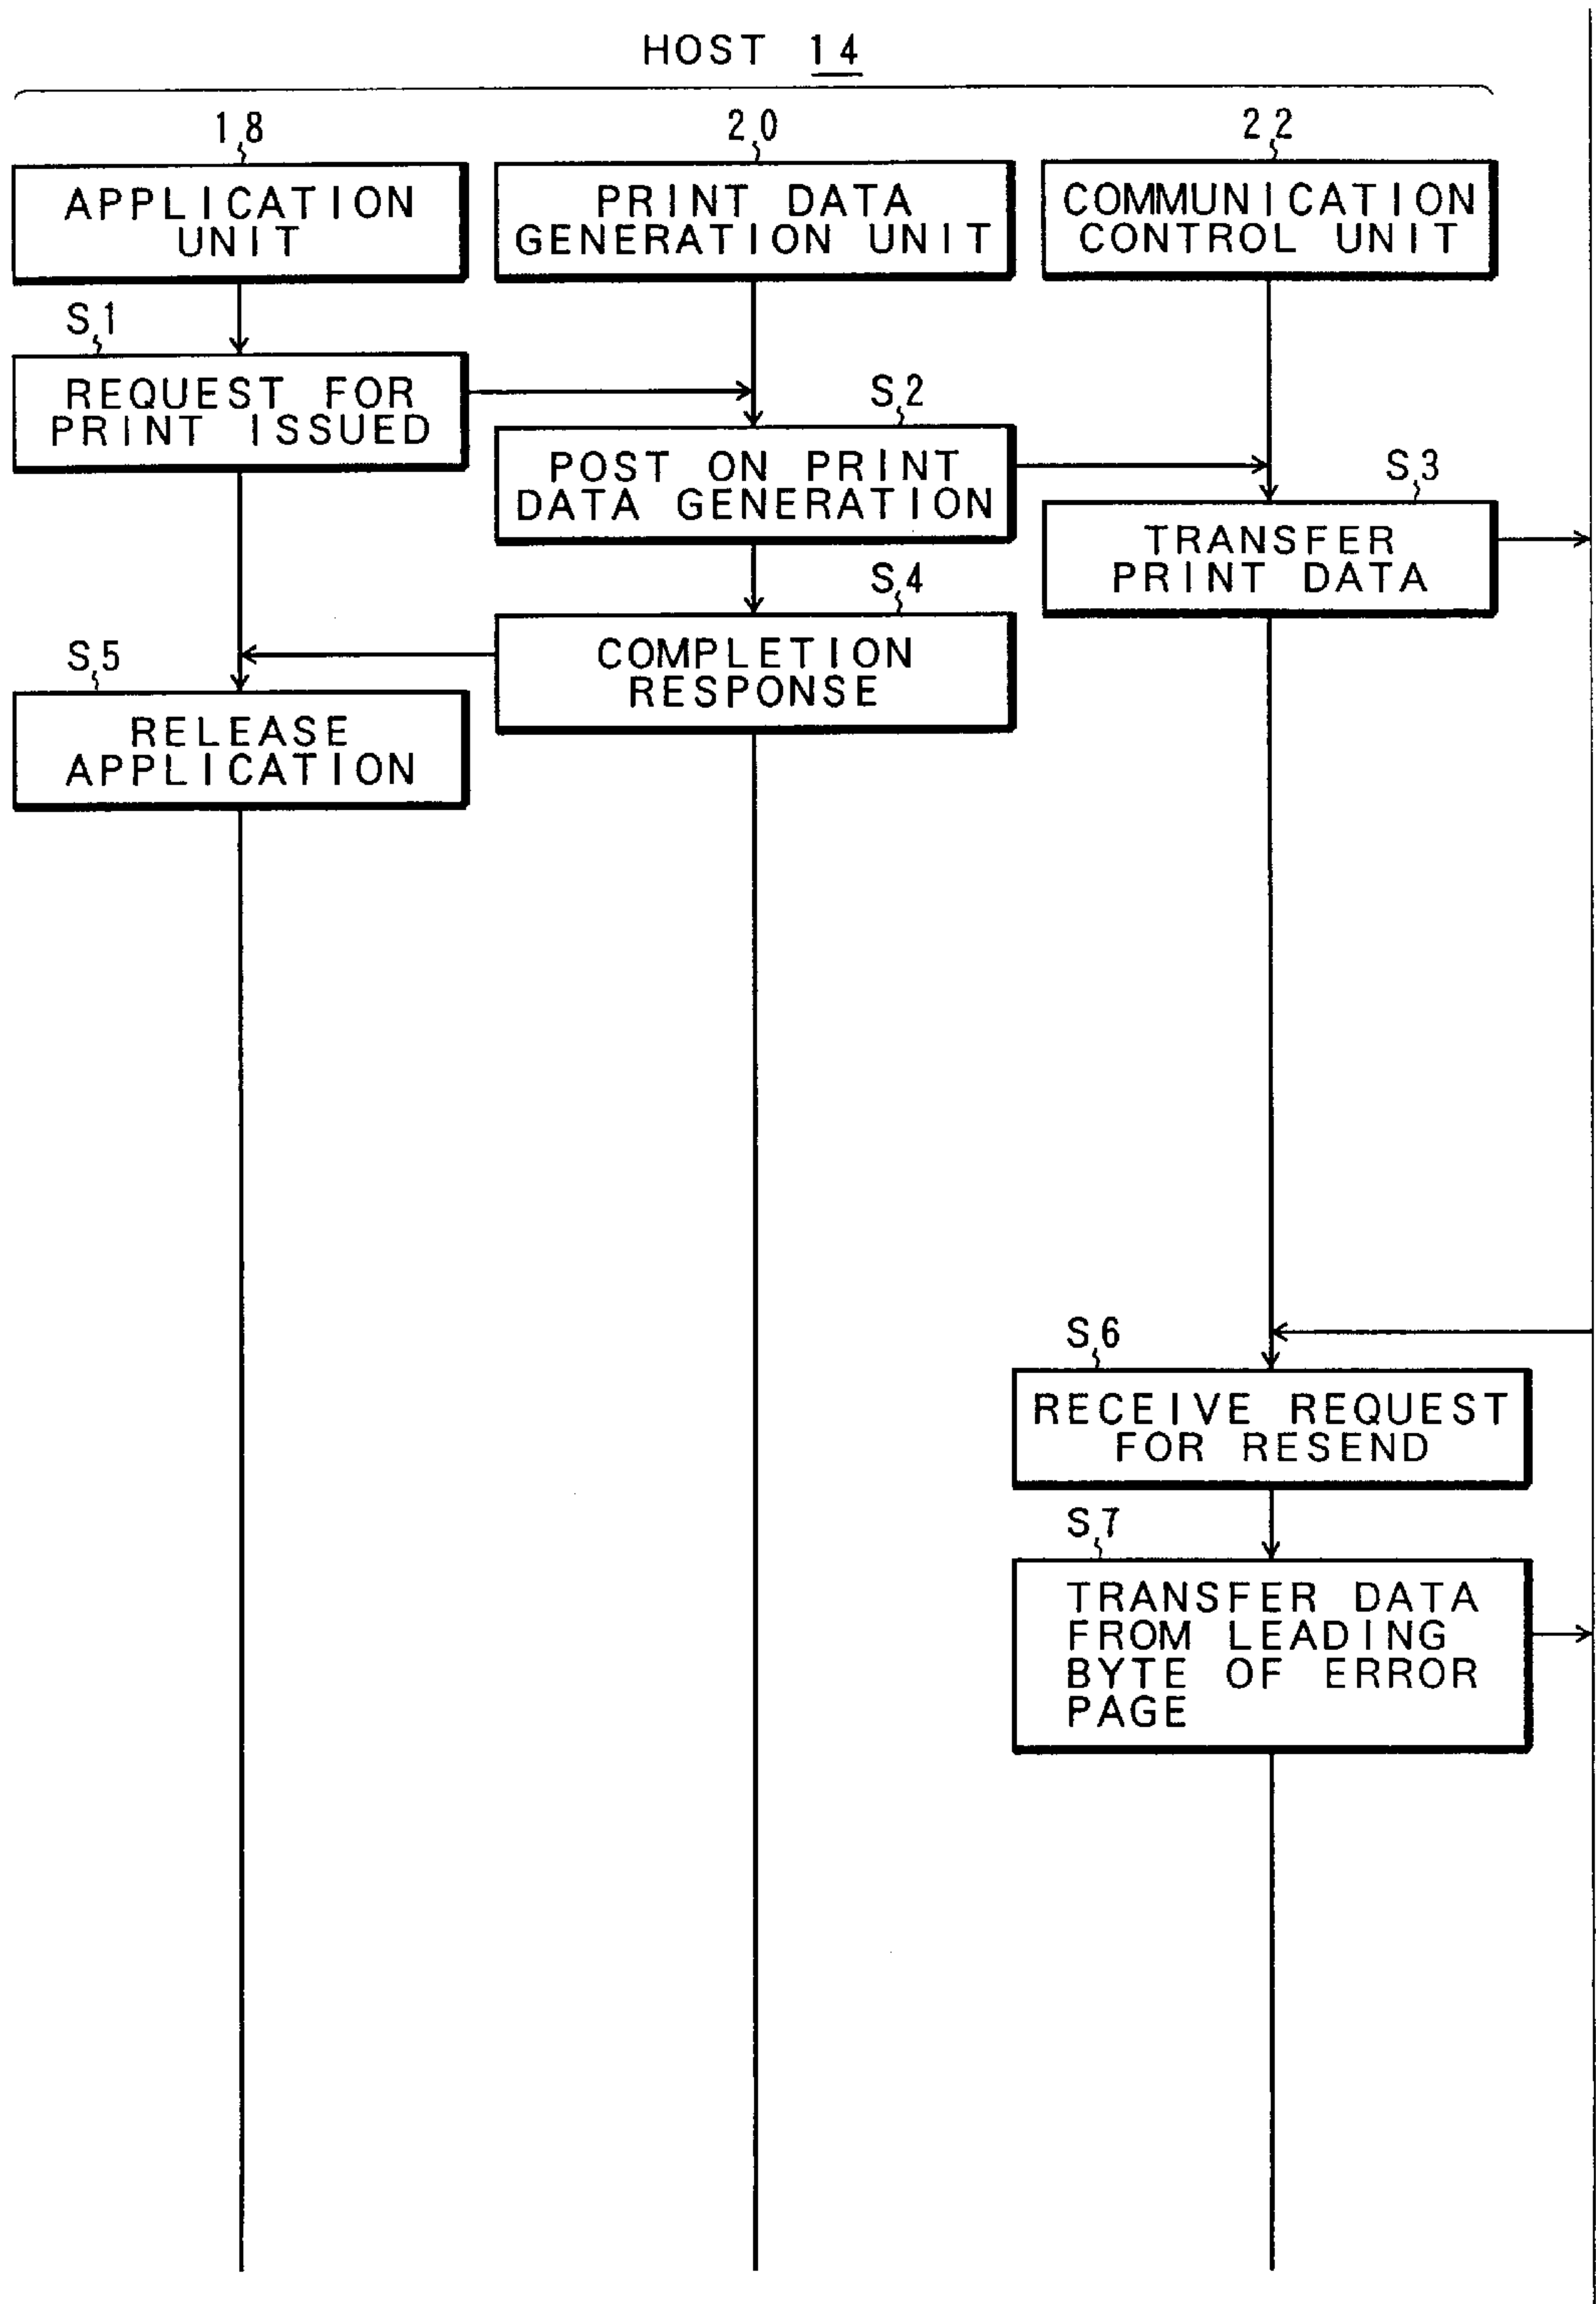 HOST 14
18
20
22
APPLICATION
UNIT
PRINT DATA
GENERATION UNIT
COMMUNICATION
CONTROL UNIT
S1
REQUEST FOR
PRINT ISSUED
S2
POST ON PRINT
DATA GENERATION
S3
TRANSFER
PRINT DATA
S4
COMPLETION
RESPONSE
S5
RELEASE
APPLICATION
S6
RECEIVE REQUEST
FOR RESEND
S7
TRANSFER DATA
FROM LEADING
BYTE OF ERROR
PAGE